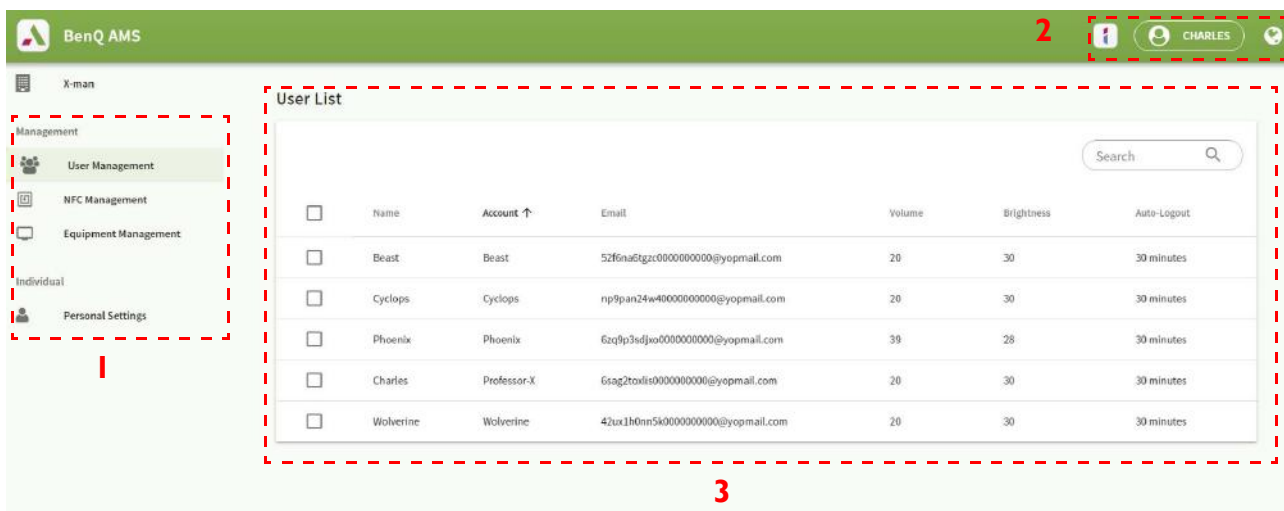 BenQ AMS
2
CHARLES
X-man
User List
Management
User Management
NFC Management
Equipment Management
Individual
Personal Settings
1
Search
Name Account ↑ Email Volume Brightness Auto-Logout
Beast Beast 52f6na6tgzc0000000000@yopmail.com 20 30 30 minutes
Cyclops Cyclops np9pan24w40000000000@yopmail.com 20 30 30 minutes
Phoenix Phoenix 6zq9p3sdjxo0000000000@yopmail.com 39 28 30 minutes
Charles Professor-X 6sag2toxlis0000000000@yopmail.com 20 30 30 minutes
Wolverine Wolverine 42ux1h0nn5k0000000000@yopmail.com 20 30 30 minutes
3